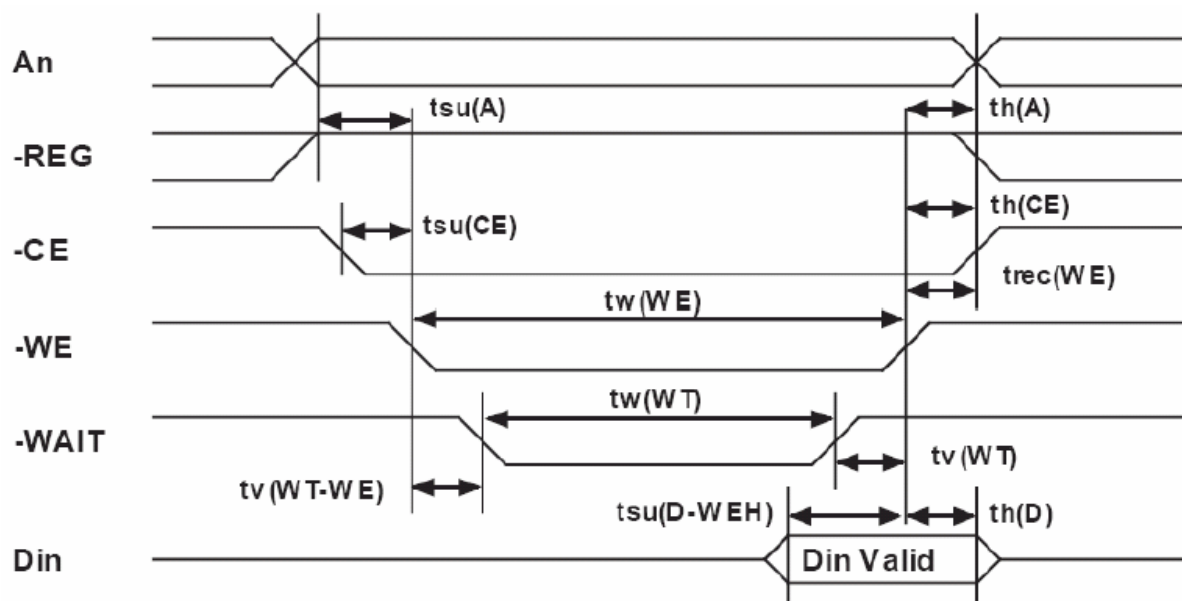 An
tsu(A)
th(A)
-REG
th(CE)
tsu(CE)
-CE
trec(WE)
tw(WE)
-WE
tw(WT)
-WAIT
tv(WT)
tv(WT-WE)
tsu(D-WEH)
th(D)
Din
Din Valid